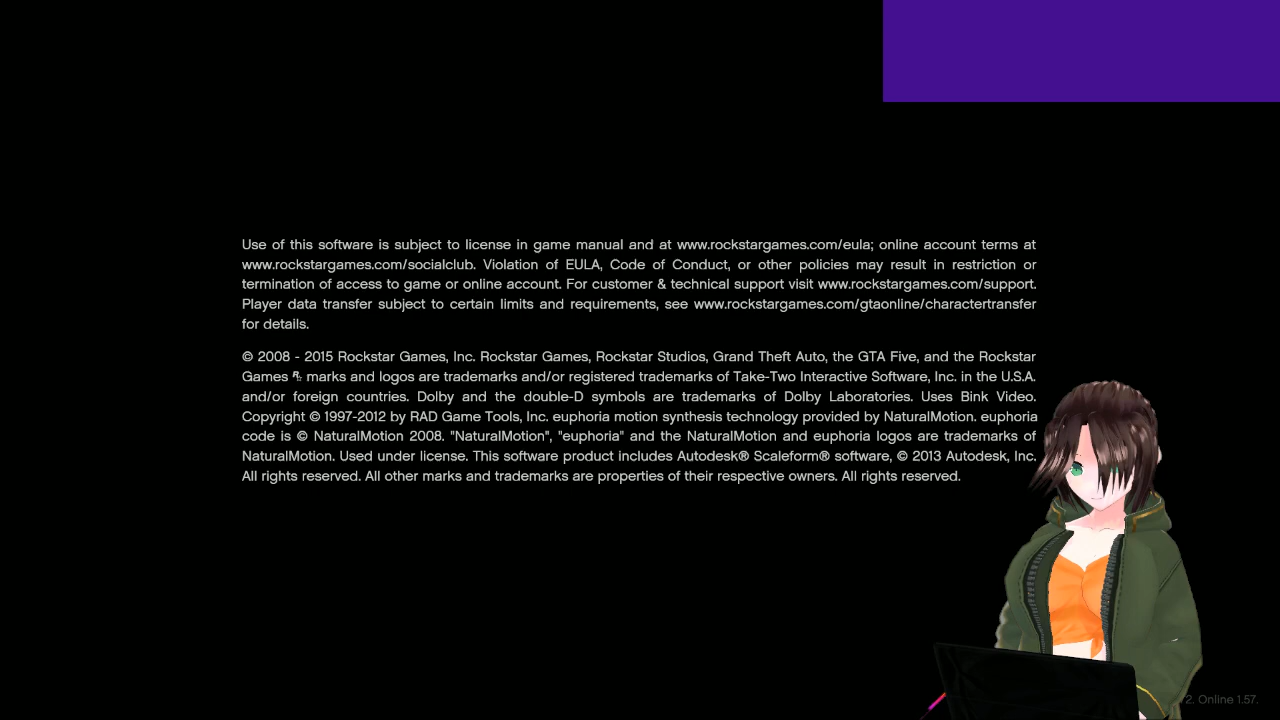 Use of this software is subject to license in game manual and at www.rockstargames.com/eula; online account terms at
www.rockstargames.com/socialclub. Violation of EULA, Code of Conduct, or other policies may result in restriction or
termination of access to game or online account. For customer & technical support visit www.rockstargames.com/support.
Player data transfer subject to certain limits and requirements, see www.rockstargames.com/gtaonline/charactertransfer
for details.
© 2008 - 2015 Rockstar Games, Inc. Rockstar Games, Rockstar Studios, Grand Theft Auto, the GTA Five, and the Rockstar
Games R* marks and logos are trademarks and/or registered trademarks of Take-Two Interactive Software, Inc. in the U.S.A.
and/or foreign countries. Dolby and the double-D symbols are trademarks of Dolby Laboratories. Uses Bink Video.
Copyright © 1997-2012 by RAD Game Tools, Inc. euphoria motion synthesis technology provided by NaturalMotion. euphoria
code is © NaturalMotion 2008. "NaturalMotion", "euphoria" and the NaturalMotion and euphoria logos are trademarks of
NaturalMotion. Used under license. This software product includes Autodesk® Scaleform® software, © 2013 Autodesk, Inc.
All rights reserved. All other marks and trademarks are properties of their respective owners. All rights reserved.
2. Online 1.57.